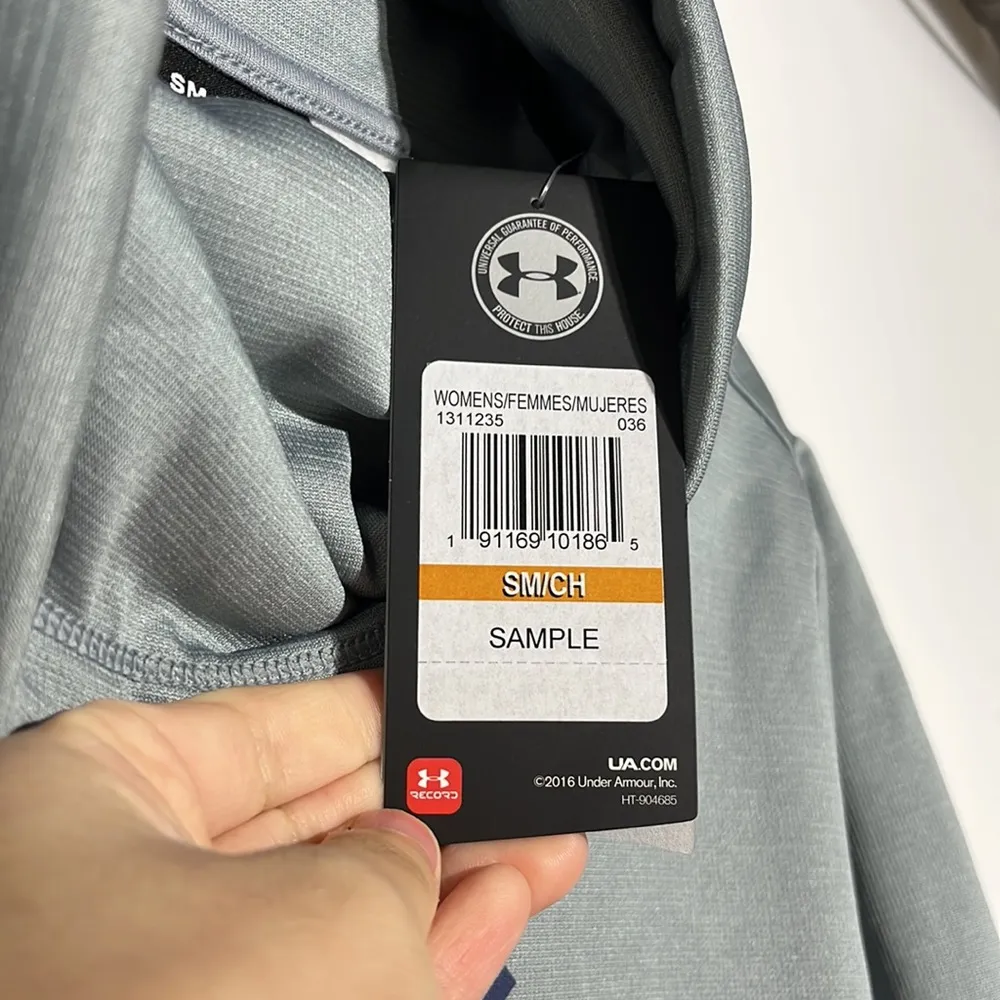 SM
UNIVERSAL GUARANTEE OF PERFORMANCE.
PROTECT THIS HOUSE
WOMENS/FEMMES/MUJERES
1311235 036
1 91169 10186 5
SM/CH
SAMPLE
UA.COM
©2016 Under Armour, Inc.
HT-904685
RECORD